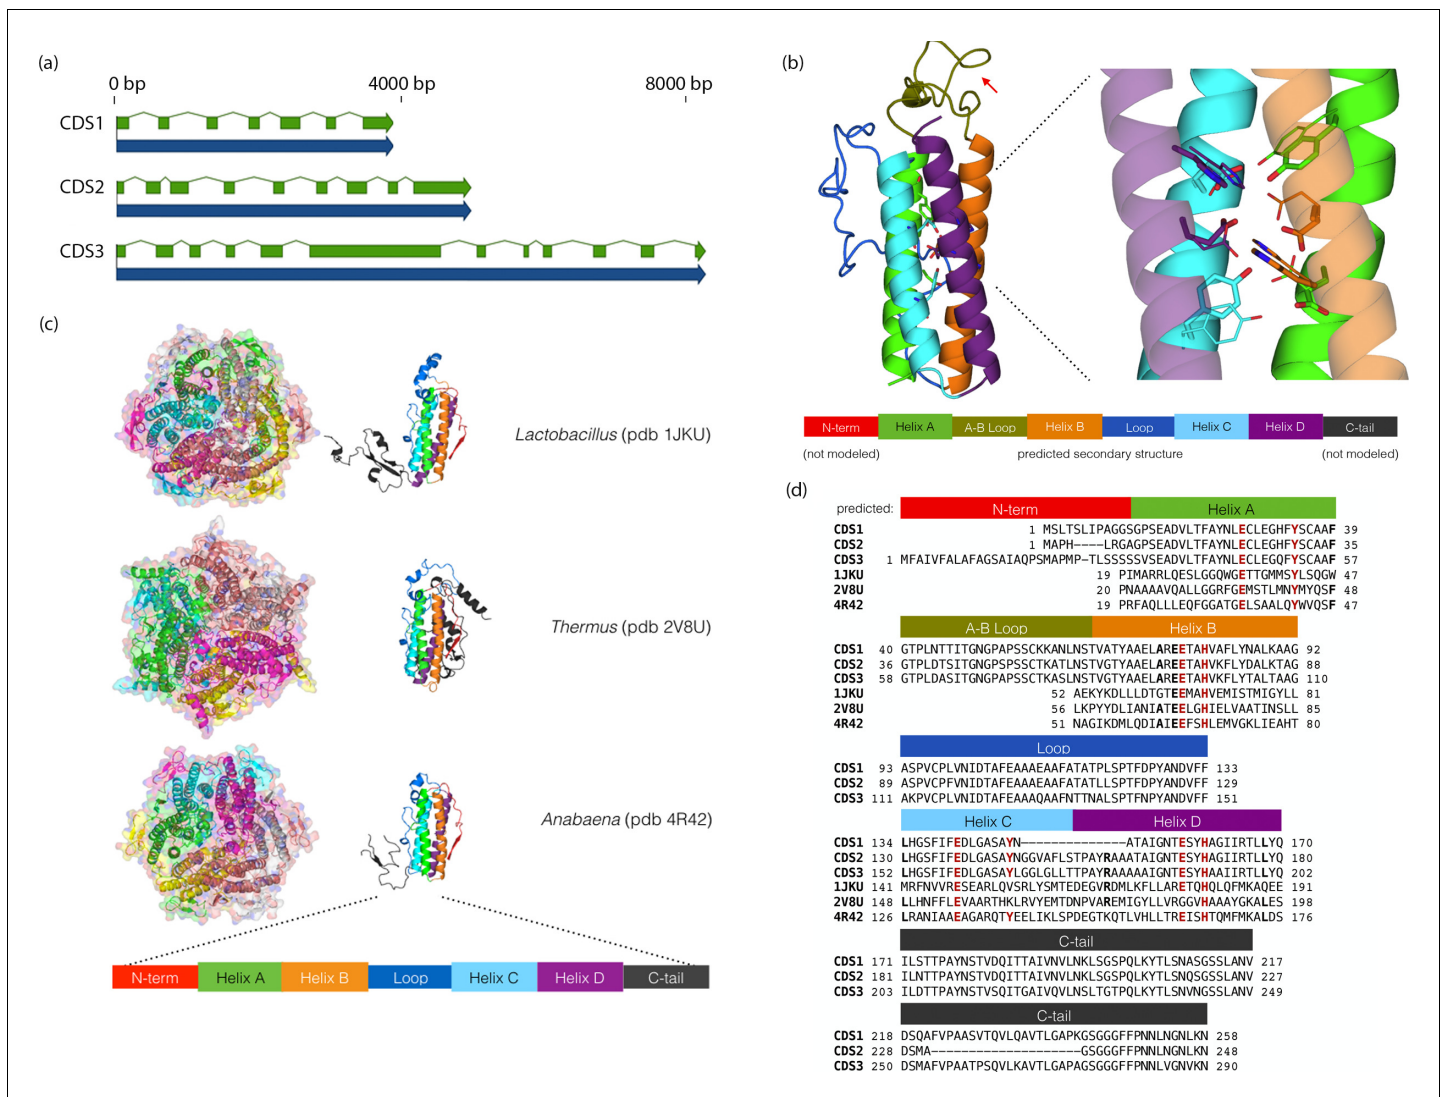 (a)
0 bp 4000 bp 8000 bp
CDS1
CDS2
CDS3
(b)
N-term Helix A A-B Loop Helix B Loop Helix C Helix D C-tail
(not modeled) predicted secondary structure (not modeled)
(c)
Lactobacillus (pdb 1JKU)
Thermus (pdb 2V8U)
Anabaena (pdb 4R42)
N-term Helix A Helix B Loop Helix C Helix D C-tail
(d)
predicted: N-term Helix A
CDS1 1 MSLTSLIPAGGSGPSEADVLTFAYNLECLEGHFYSCAAF 39
CDS2 1 MAPH----LRGAGPSEADVLTFAYNLECLEGHFYSCAAF 35
CDS3 1 MFAIVFALAFAGSAIAQPSMAPMP-TLSSSSSVSEADVLTFAYNLECLEGQFYSCAAF 57
1JKU 19 PIMARRLQESLGGQWGETTGMMSYLSQGW 47
2V8U 20 PNAAAAVQALLGGRFGEMSTLMNYMYQSF 48
4R42 19 PRFAQLLLEQFGGATGELSAALQYWVQSF 47
A-B Loop Helix B
CDS1 40 GTPLNTTITGNGPAPSSCKKANLNSTVATYAAELAREETAHVAFLYNALKAAG 92
CDS2 36 GTPLDTSITGNGPAPSSCTKATLNSTVGTYAAELAREETAHVKFLYDALKTAG 88
CDS3 58 GTPLDASITGNGPAPSSCTKASLNSTVGTYAAELAREETAHVKFLYTALTAAG 110
1JKU 52 AEKYKDLLLDTGTEEMAHVEMISTMIGYLL 81
2V8U 56 LKPYYDLIANIATEELGHIELVAATINSLL 85
4R42 51 NAGIKDMLQDIAIEEFSHLEMVGKLIEAHT 80
Loop
CDS1 93 ASPVCPLVNIDTAFEAAAEAAFATATPLSPTFDPYANDVFF 133
CDS2 89 ASPVCPFVNIDTAFEAAAEAAFATATLLSPTFDPYANDVFF 129
CDS3 111 AKPVCPLVNIDTAFEAAAQAAFNTTNALSPTFNPYANDVFF 151
Helix C Helix D
CDS1 134 LHGSFIFEDLGASAYN--------------ATAIGNTESYHAGIIRTLLYQ 170
CDS2 130 LHGSFIFEDLGASAYNGGVAFLSTPAYRAAATAIGNTESYHAGIIRTLLYQ 180
CDS3 152 LHGSFIFEDLGASAYLGGLGLLTTPAYRAAAAAIGNTESYHAAIIRTLLYQ 202
1JKU 141 MRFNVVRESEARLQVSRLYSMTEDEGVRDMLKFLLARETQHQLQFMKAQEE 191
2V8U 148 LLHNFFLEVAARTHKLRVYEMTDNPVAREMIGYLLVRGGVHAAAYGKALES 198
4R42 126 LRANIAAEAGARQTYEELIKLSPDEGTKQTLVHLLTREISHTQMFMKALDS 176
C-tail
CDS1 171 ILSTTPAYNSTVDQITTAIVNVLNKLSGSPQLKYTLSNASGSSLANV 217
CDS2 181 ILNTTPAYNSTVDQITTAIVNVLNKLSGSPQLKYTLSNQSGSSLANV 227
CDS3 203 ILDTTPAYNSTVSQITGAIVQVLNSLTGTPQLKYTLSNVNGSSLANV 249
C-tail
CDS1 218 DSQAFVPAASVTQVLQAVTLGAPKGSGGGFFPNNLNGNLKN 258
CDS2 228 DSMA--------------------GSGGGFFPNNLNGNLKN 248
CDS3 250 DSMAFVPAATPSQVLKAVTLGAPAGSGGGFFPNNLVGNVKN 290